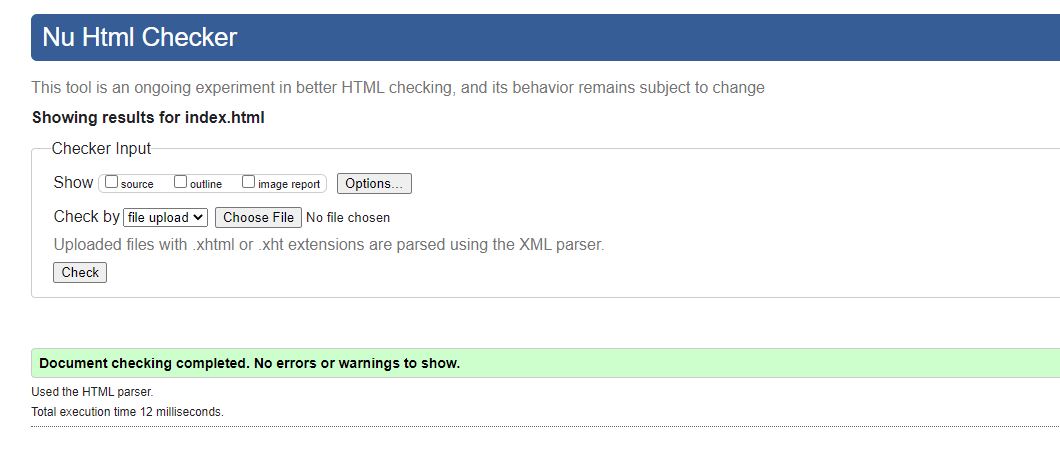 Nu Html Checker
This tool is an ongoing experiment in better HTML checking, and its behavior remains subject to change
Showing results for index.html
Checker Input
Show source outline image report Options...
Check by file upload Choose File No file chosen
Uploaded files with .xhtml or .xht extensions are parsed using the XML parser.
Check
Document checking completed. No errors or warnings to show.
Used the HTML parser.
Total execution time 12 milliseconds.